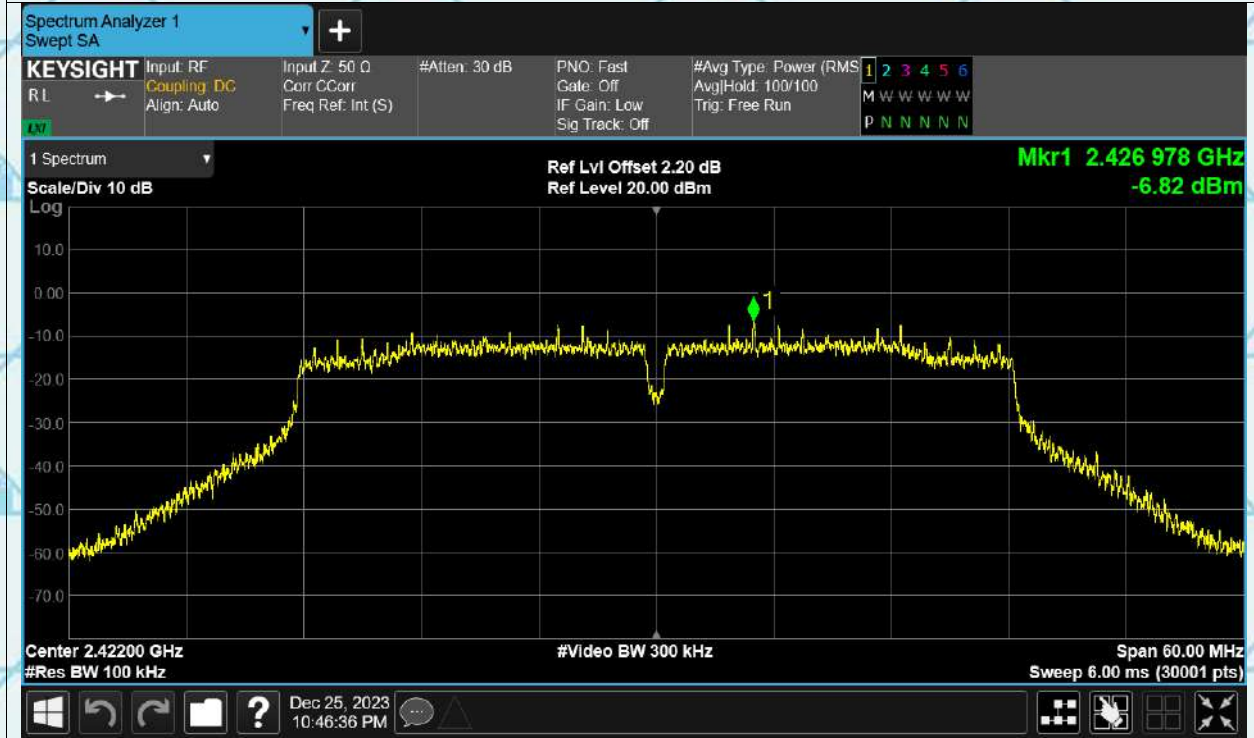 Spectrum Analyzer 1
Swept SA
+
KEYSIGHT
RL
LXI
Input: RF
Coupling: DC
Align: Auto
Input Z: 50 Ω
Corr CCorr
Freq Ref: Int (S)
#Atten: 30 dB
PNO: Fast
Gate: Off
IF Gain: Low
Sig Track: Off
#Avg Type: Power (RMS
Avg|Hold: 100/100
Trig: Free Run
1 2 3 4 5 6
M W W W W W
P N N N N N N
1 Spectrum
Scale/Div 10 dB
Ref Lvl Offset 2.20 dB
Ref Level 20.00 dBm
Mkr1 2.426 978 GHz
-6.82 dBm
Log
10.0
0.00
-10.0
-20.0
-30.0
-40.0
-50.0
-60.0
-70.0
1
Center 2.42200 GHz
#Res BW 100 kHz
#Video BW 300 kHz
Span 60.00 MHz
Sweep 6.00 ms (30001 pts)
?
Dec 25, 2023
10:46:36 PM